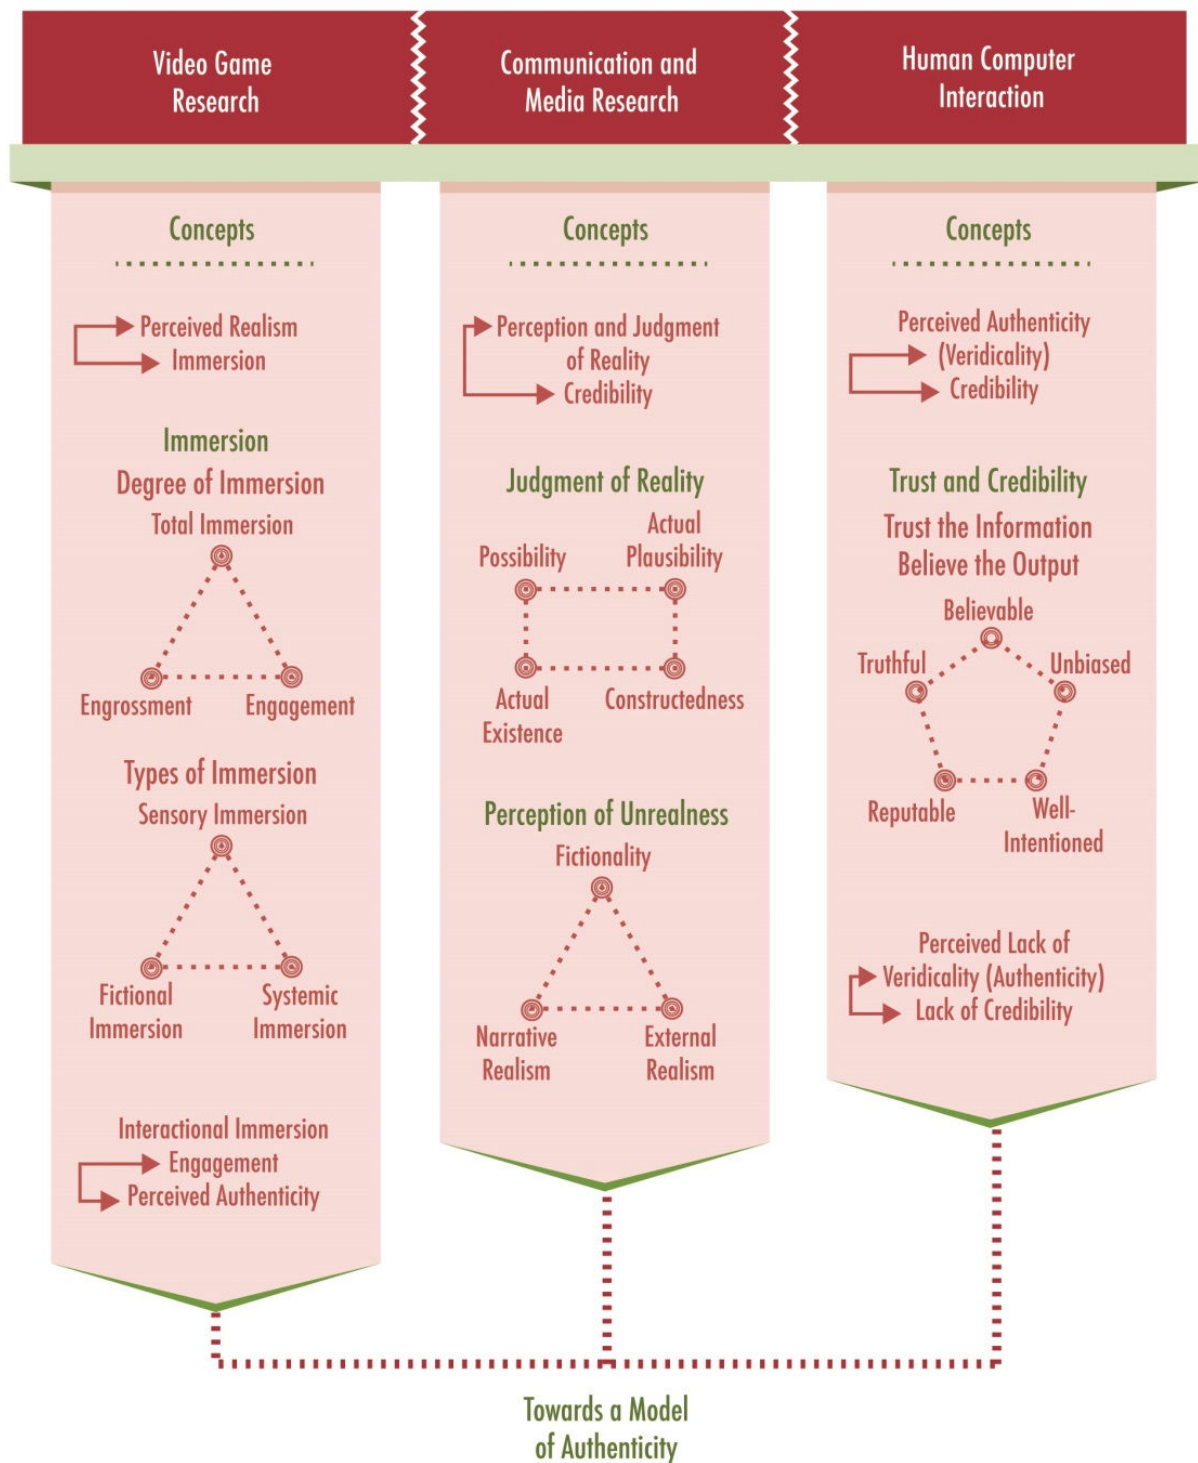 Video Game
Research
Communication and
Media Research
Human Computer
Interaction
Concepts
Perceived Realism
Immersion
Immersion
Degree of Immersion
Total Immersion
Engrossment
Engagement
Types of Immersion
Sensory Immersion
Fictional
Immersion
Systemic
Immersion
Interactional Immersion
Engagement
Perceived Authenticity
Concepts
Perception and Judgment
of Reality
Credibility
Judgment of Reality
Possibility
Actual
Plausibility
Actual
Existence
Constructedness
Perception of Unrealness
Fictionality
Narrative
Realism
External
Realism
Concepts
Perceived Authenticity
(Veridicality)
Credibility
Trust and Credibility
Trust the Information
Believe the Output
Believable
Truthful
Unbiased
Reputable
Well-
Intentioned
Perceived Lack of
Veridicality (Authenticity)
Lack of Credibility
Towards a Model
of Authenticity